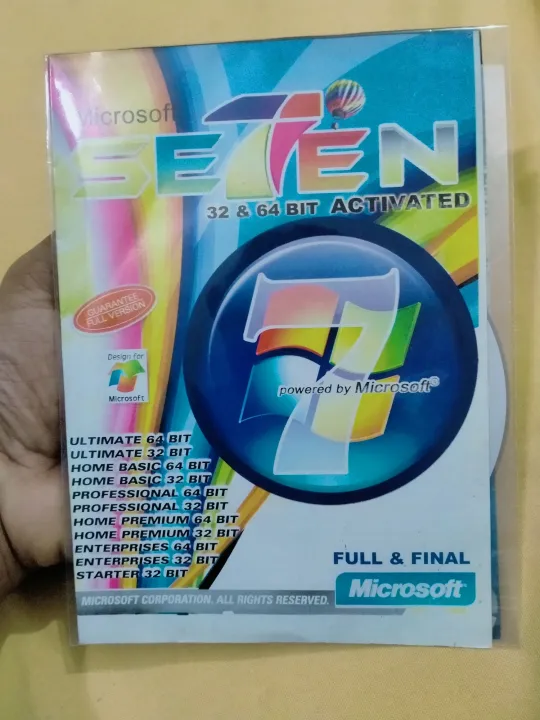 Microsoft
SE7EN
32 & 64 BIT ACTIVATED
GUARANTEE
FULL VERSION
Design for
Microsoft
7
powered by Microsoft®
ULTIMATE 64 BIT
ULTIMATE 32 BIT
HOME BASIC 64 BIT
HOME BASIC 32 BIT
PROFESSIONAL 64 BIT
PROFESSIONAL 32 BIT
HOME PREMIUM 64 BIT
HOME PREMIUM 32 BIT
ENTERPRISES 64 BIT
ENTERPRISES 32 BIT
STARTER 32 BIT
FULL & FINAL
Microsoft
MICROSOFT CORPORATION. ALL RIGHTS RESERVED.